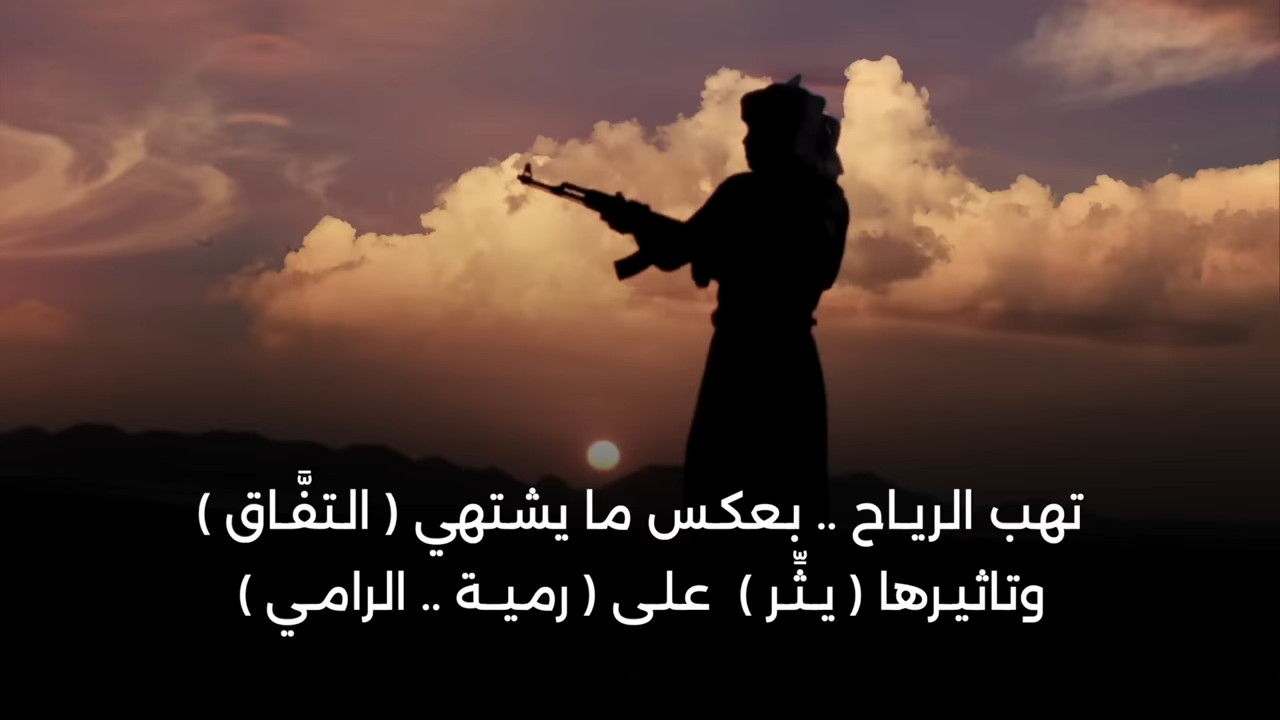 تهب الرياح .. بعكس ما يشتهي ( التفَّاق )
وتاثيرها ( يثِّر ) على ( رمية .. الرامي )